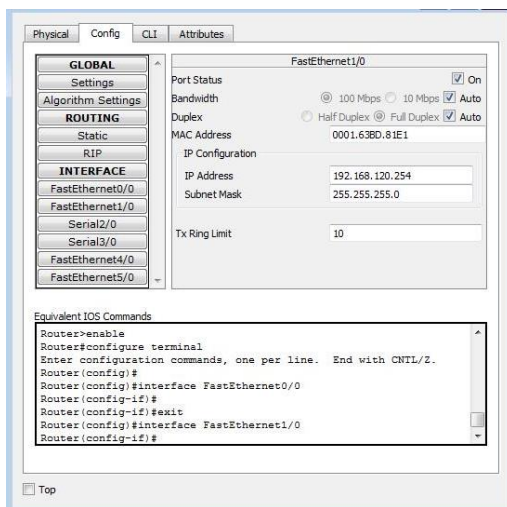 Physical Config CLI Attributes
GLOBAL
Settings
Algorithm Settings
ROUTING
Static
RIP
INTERFACE
FastEthernet0/0
FastEthernet1/0
Serial2/0
Serial3/0
FastEthernet4/0
FastEthernet5/0
FastEthernet1/0
Port Status On
Bandwidth 100 Mbps 10 Mbps Auto
Duplex Half Duplex Full Duplex Auto
MAC Address 0001.63BD.81E1
IP Configuration
IP Address 192.168.120.254
Subnet Mask 255.255.255.0
Tx Ring Limit 10
Equivalent IOS Commands
Router>enable
Router#configure terminal
Enter configuration commands, one per line. End with CNTL/Z.
Router(config)#
Router(config)#interface FastEthernet0/0
Router(config-if)#
Router(config-if)#exit
Router(config)#interface FastEthernet1/0
Router(config-if)#
Top